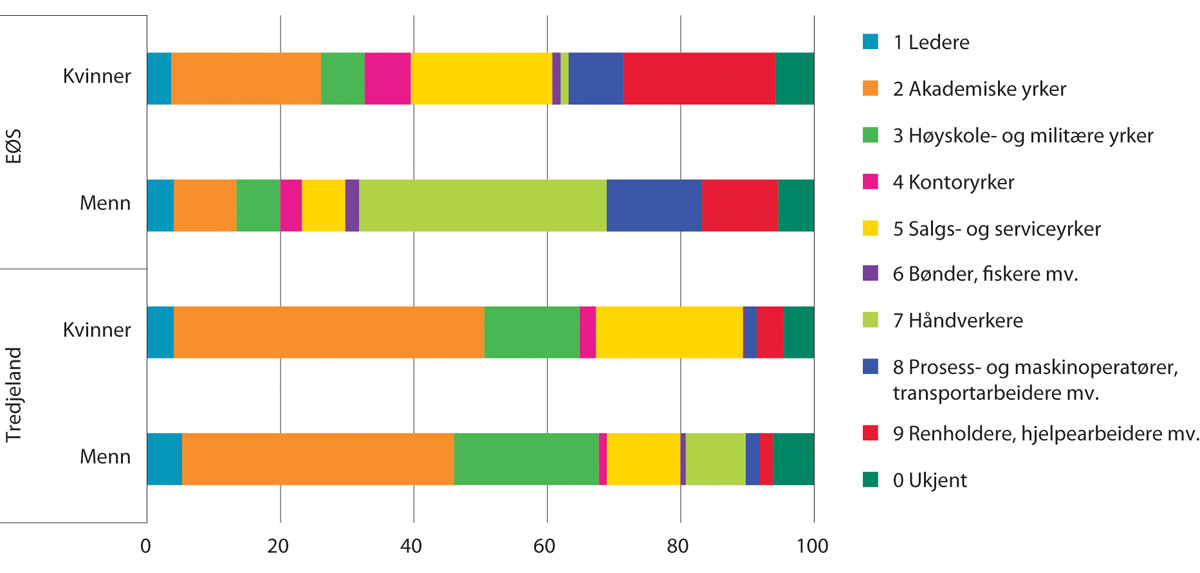 EØS
Kvinner
Menn
Tredjeland
Kvinner
Menn
0 20 40 60 80 100
1 Ledere
2 Akademiske yrker
3 Høyskole- og militære yrker
4 Kontoryrker
5 Salgs- og serviceyrker
6 Bønder, fiskere mv.
7 Håndverkere
8 Prosess- og maskinoperatører,
transportarbeidere mv.
9 Renholdere, hjelpearbeidere mv.
0 Ukjent